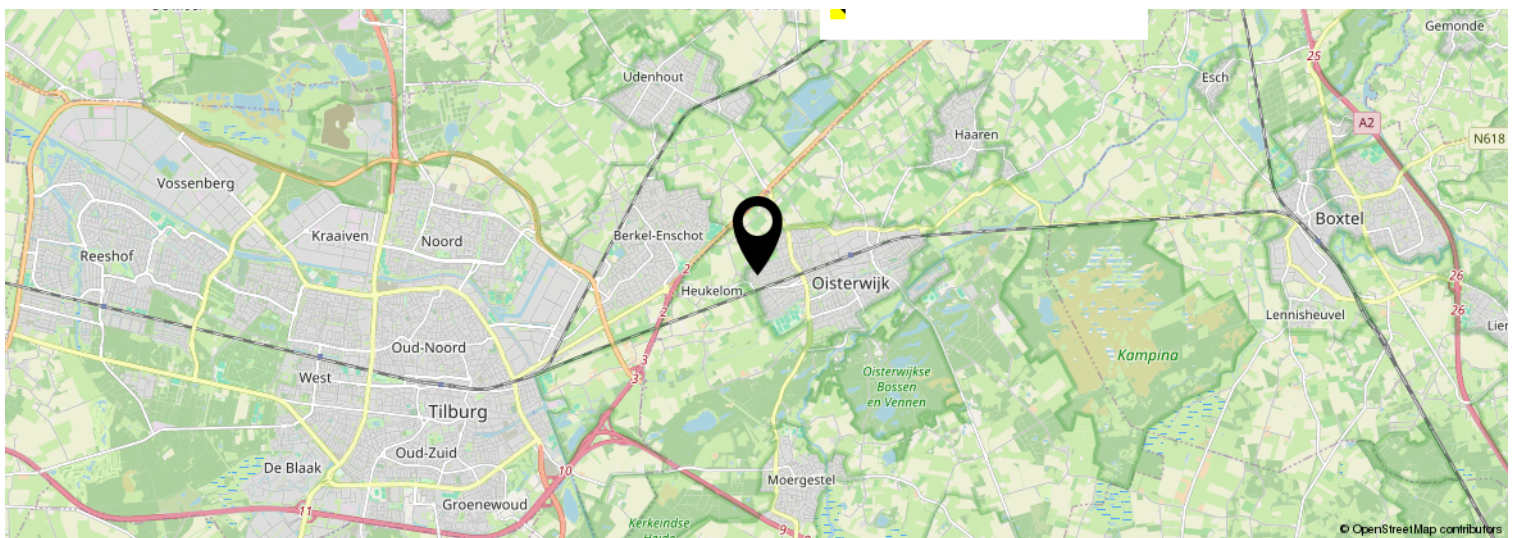 Gemonde
25
Udenhout
Esch
A2
Haaren
N618
Vossenberg
Boxtel
Kraaiven
Noord
Berkel-Enschot
Reeshof
2
26
Heukelom
Oisterwijk
2
26
Lennisheuvel
Oud-Noord
Kampina
3
3
West
Oisterwijkse
Bossen
en Vennen
Tilburg
Oud-Zuid
De Blaak
10
Moergestel
Groenewoud
11
Kerkeindse
9
© OpenStreetMap contributors